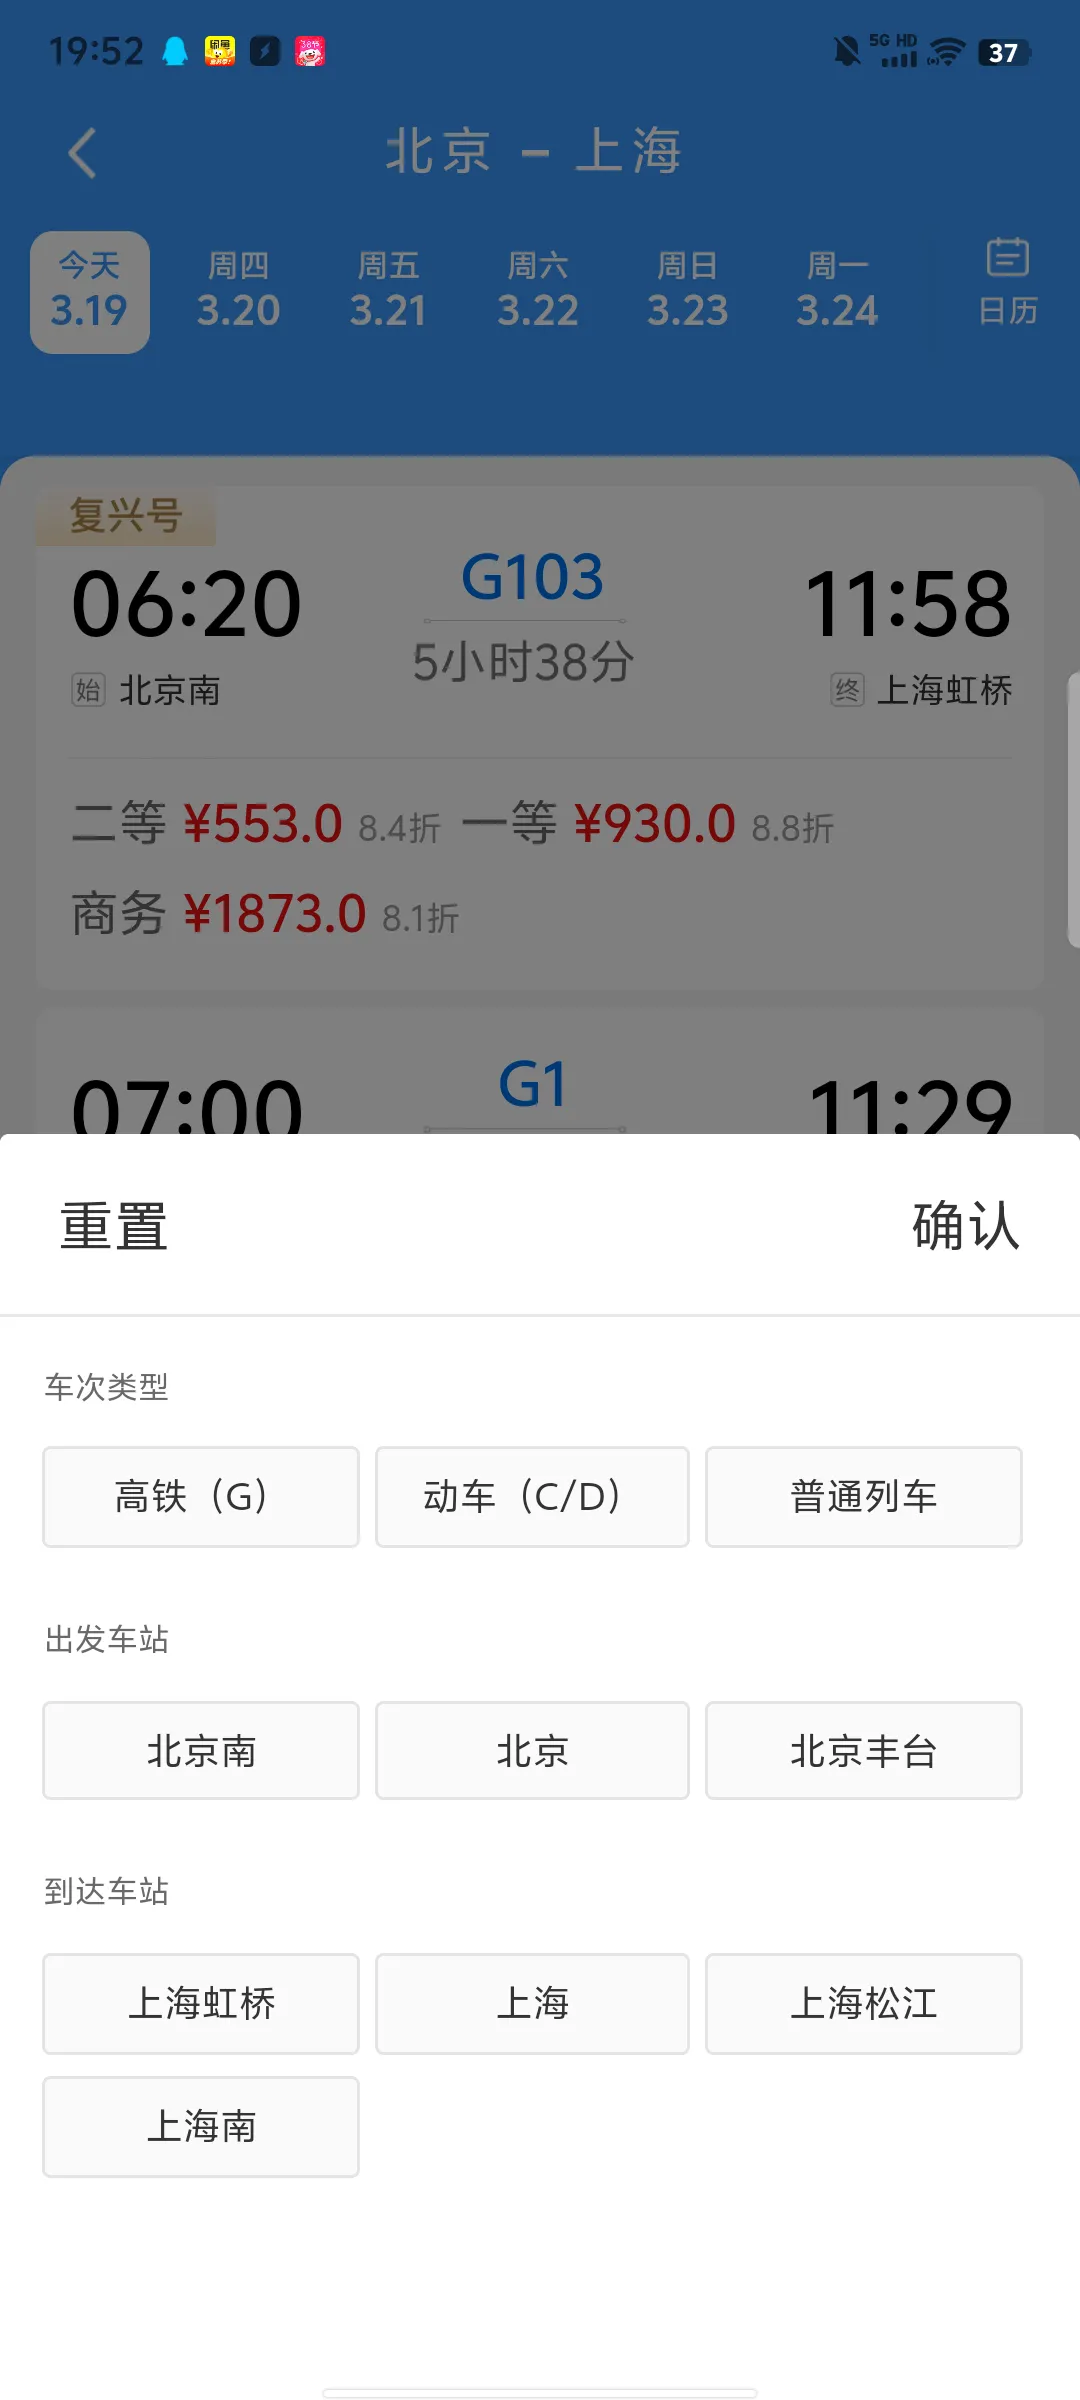 19:52
5G HD
37
北京 – 上海
今天 周四 周五 周六 周日 周一
3.19 3.20 3.21 3.22 3.23 3.24 日历
复兴号
06:20 G103 11:58
5小时38分
始 北京南 终 上海虹桥
二等 ¥553.0 8.4折 一等 ¥930.0 8.8折
商务 ¥1873.0 8.1折
07:00 G1 11:29
重置 确认
车次类型
高铁（G） 动车（C/D） 普通列车
出发车站
北京南 北京 北京丰台
到达车站
上海虹桥 上海 上海松江
上海南